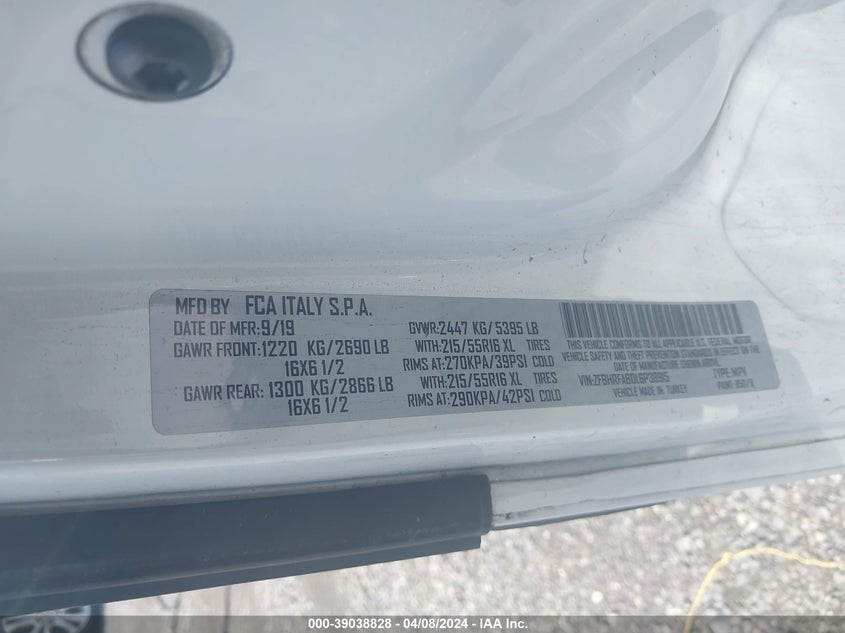 MFD BY FCA ITALY S.P.A.
DATE OF MFR: 9/19 GVWR: 2447 KG/ 5395 LB
GAWR FRONT: 1220 KG/2690 LB WITH: 215/55R16 XL TIRES
16X6 1/2 RIMS AT: 270KPA/39PSI COLD
GAWR REAR: 1300 KG/2866 LB WITH: 215/55R16 XL TIRES
16X6 1/2 RIMS AT: 290KPA/42PSI COLD
THIS VEHICLE CONFORMS TO ALL APPLICABLE U.S. FEDERAL MOTOR
VEHICLE SAFETY AND THEFT PREVENTION STANDARDS IN EFFECT ON THE
DATE OF MANUFACTURE SHOWN ABOVE.
TYPE: MPV
VEHICLE MADE IN: TURKEY
000-39038828 - 04/08/2024 - IAA Inc.